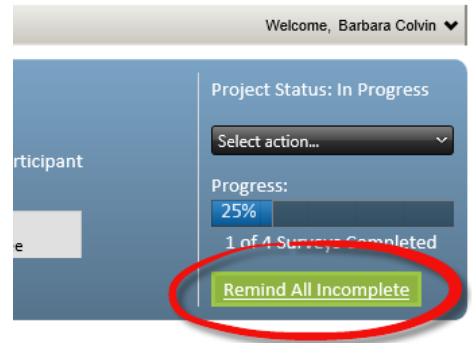 Welcome, Barbara Colvin
Project Status: In Progress
Select action...
rticipant
Progress:
25%
ee
1 of 4 Surveys Completed
Remind All Incomplete